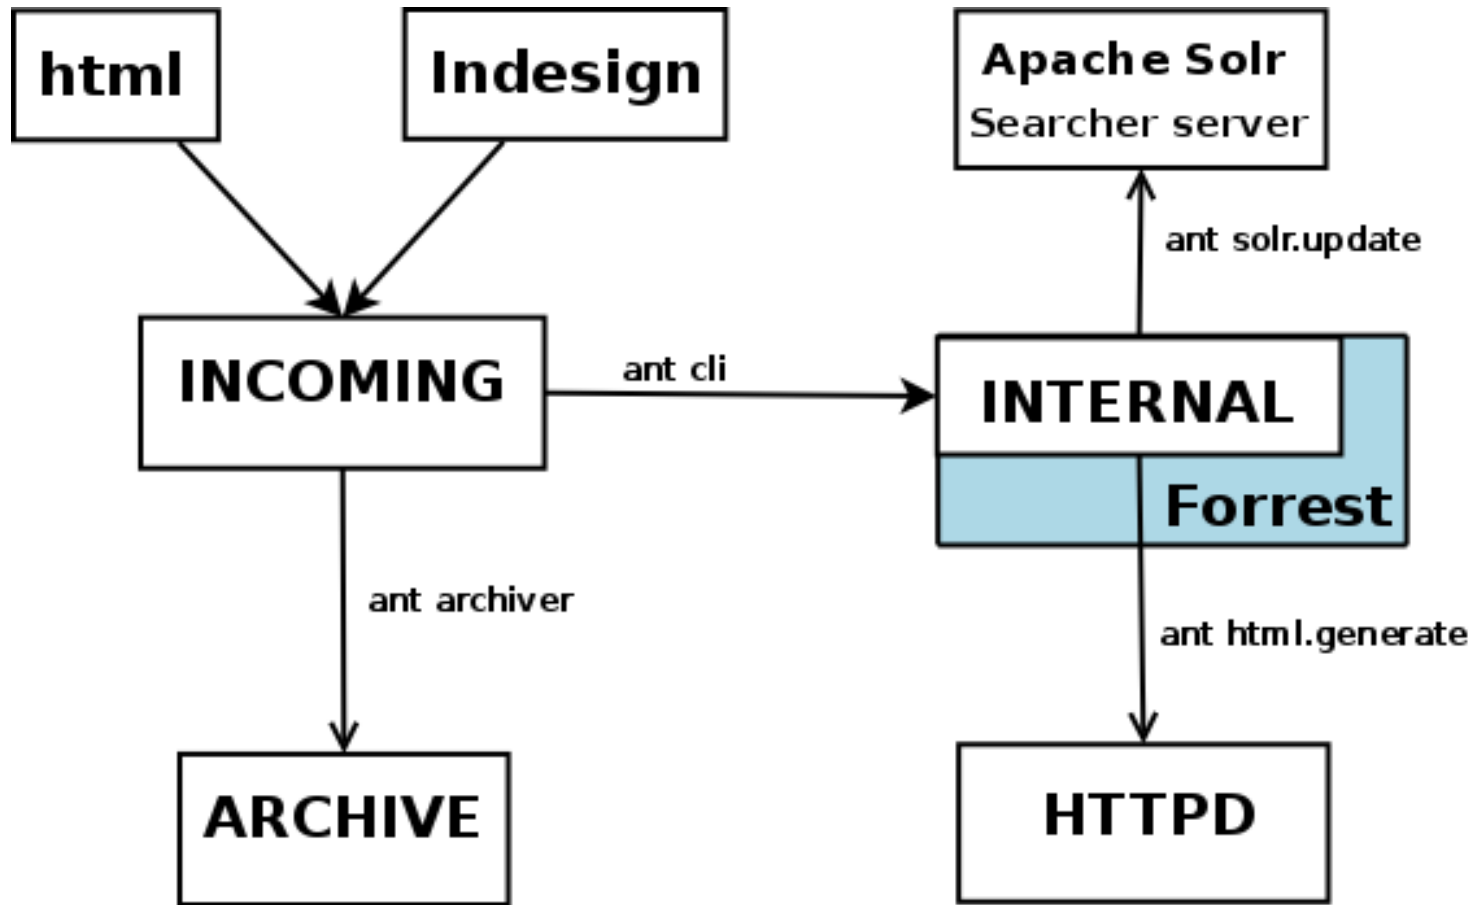 html
Indesign
Apache Solr
Searcher server
ant solr.update
INCOMING
ant cli
INTERNAL
Forrest
ant archiver
ant html.generate
ARCHIVE
HTTPD